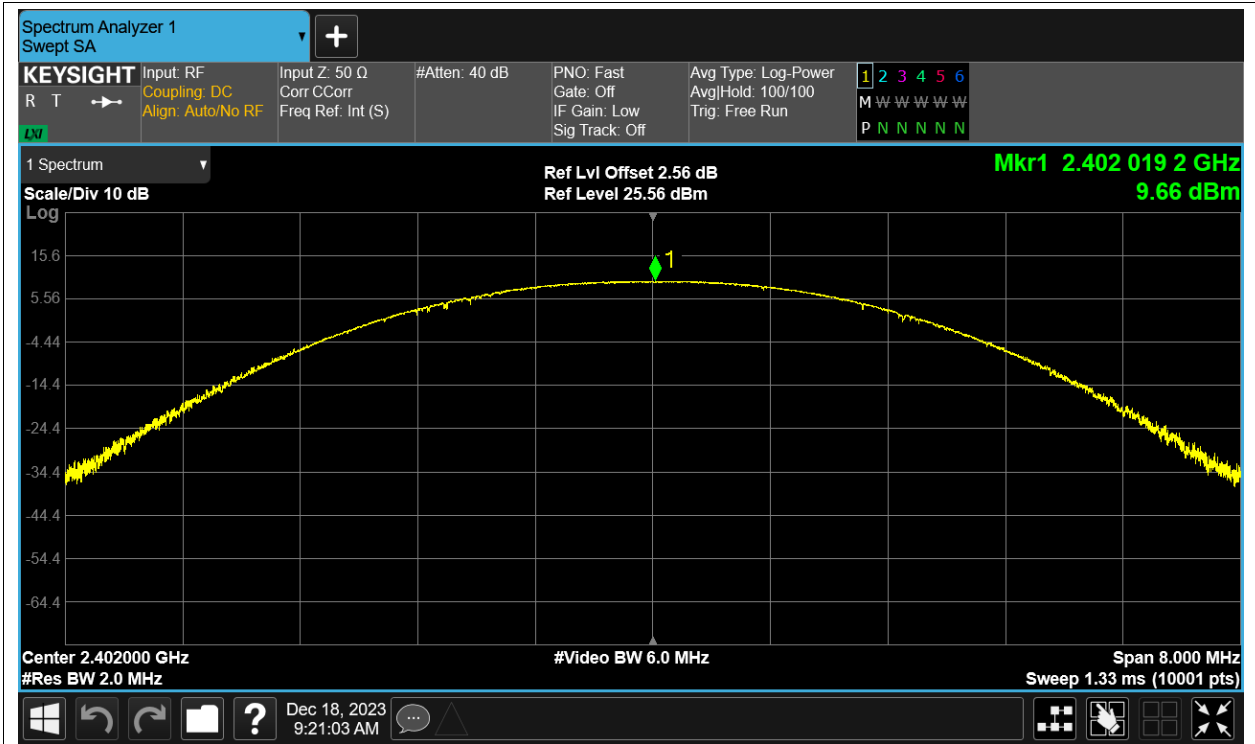 Spectrum Analyzer 1
Swept SA
KEYSIGHT
R T
LXI
Input: RF
Coupling: DC
Align: Auto/No RF
Input Z: 50 Ω
Corr CCorr
Freq Ref: Int (S)
#Atten: 40 dB
PNO: Fast
Gate: Off
IF Gain: Low
Sig Track: Off
Avg Type: Log-Power
Avg|Hold: 100/100
Trig: Free Run
1 2 3 4 5 6
M W W W W W W
P N N N N N N
1 Spectrum
Scale/Div 10 dB
Log
Ref Lvl Offset 2.56 dB
Ref Level 25.56 dBm
Mkr1 2.402 019 2 GHz
9.66 dBm
1
15.6
5.56
-4.44
-14.4
-24.4
-34.4
-44.4
-54.4
-64.4
Center 2.402000 GHz
#Res BW 2.0 MHz
#Video BW 6.0 MHz
Span 8.000 MHz
Sweep 1.33 ms (10001 pts)
?
Dec 18, 2023
9:21:03 AM